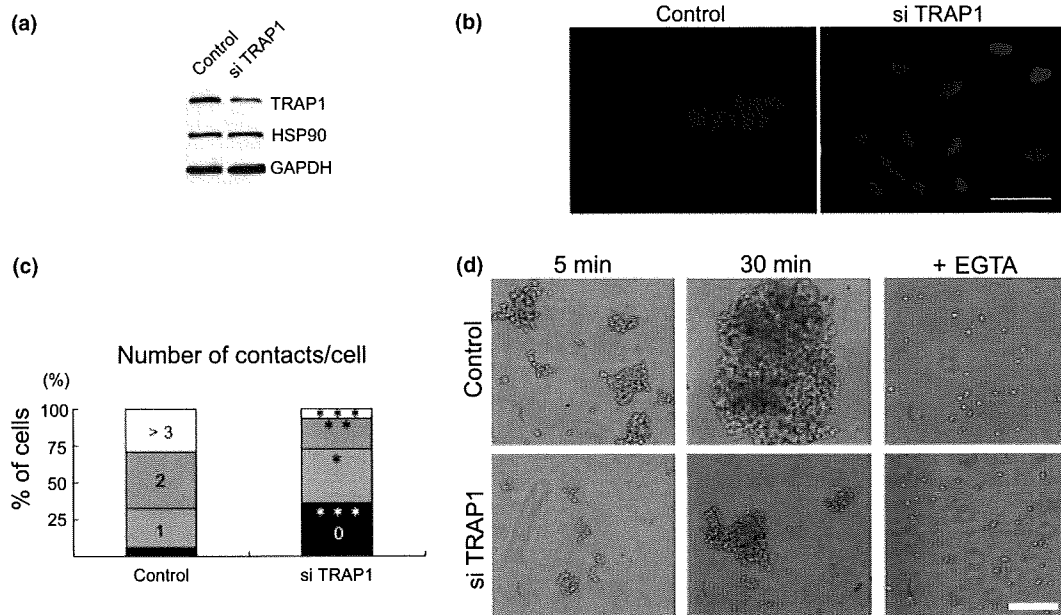 (a)
Control
si TRAP1
TRAP1
HSP90
GAPDH
(b)
Control
si TRAP1
(c)
Number of contacts/cell
(%)
% of cells
100
75
50
25
> 3
2
1
* * *
* *
*
* * *
0
Control
si TRAP1
(d)
5 min
30 min
+ EGTA
Control
si TRAP1